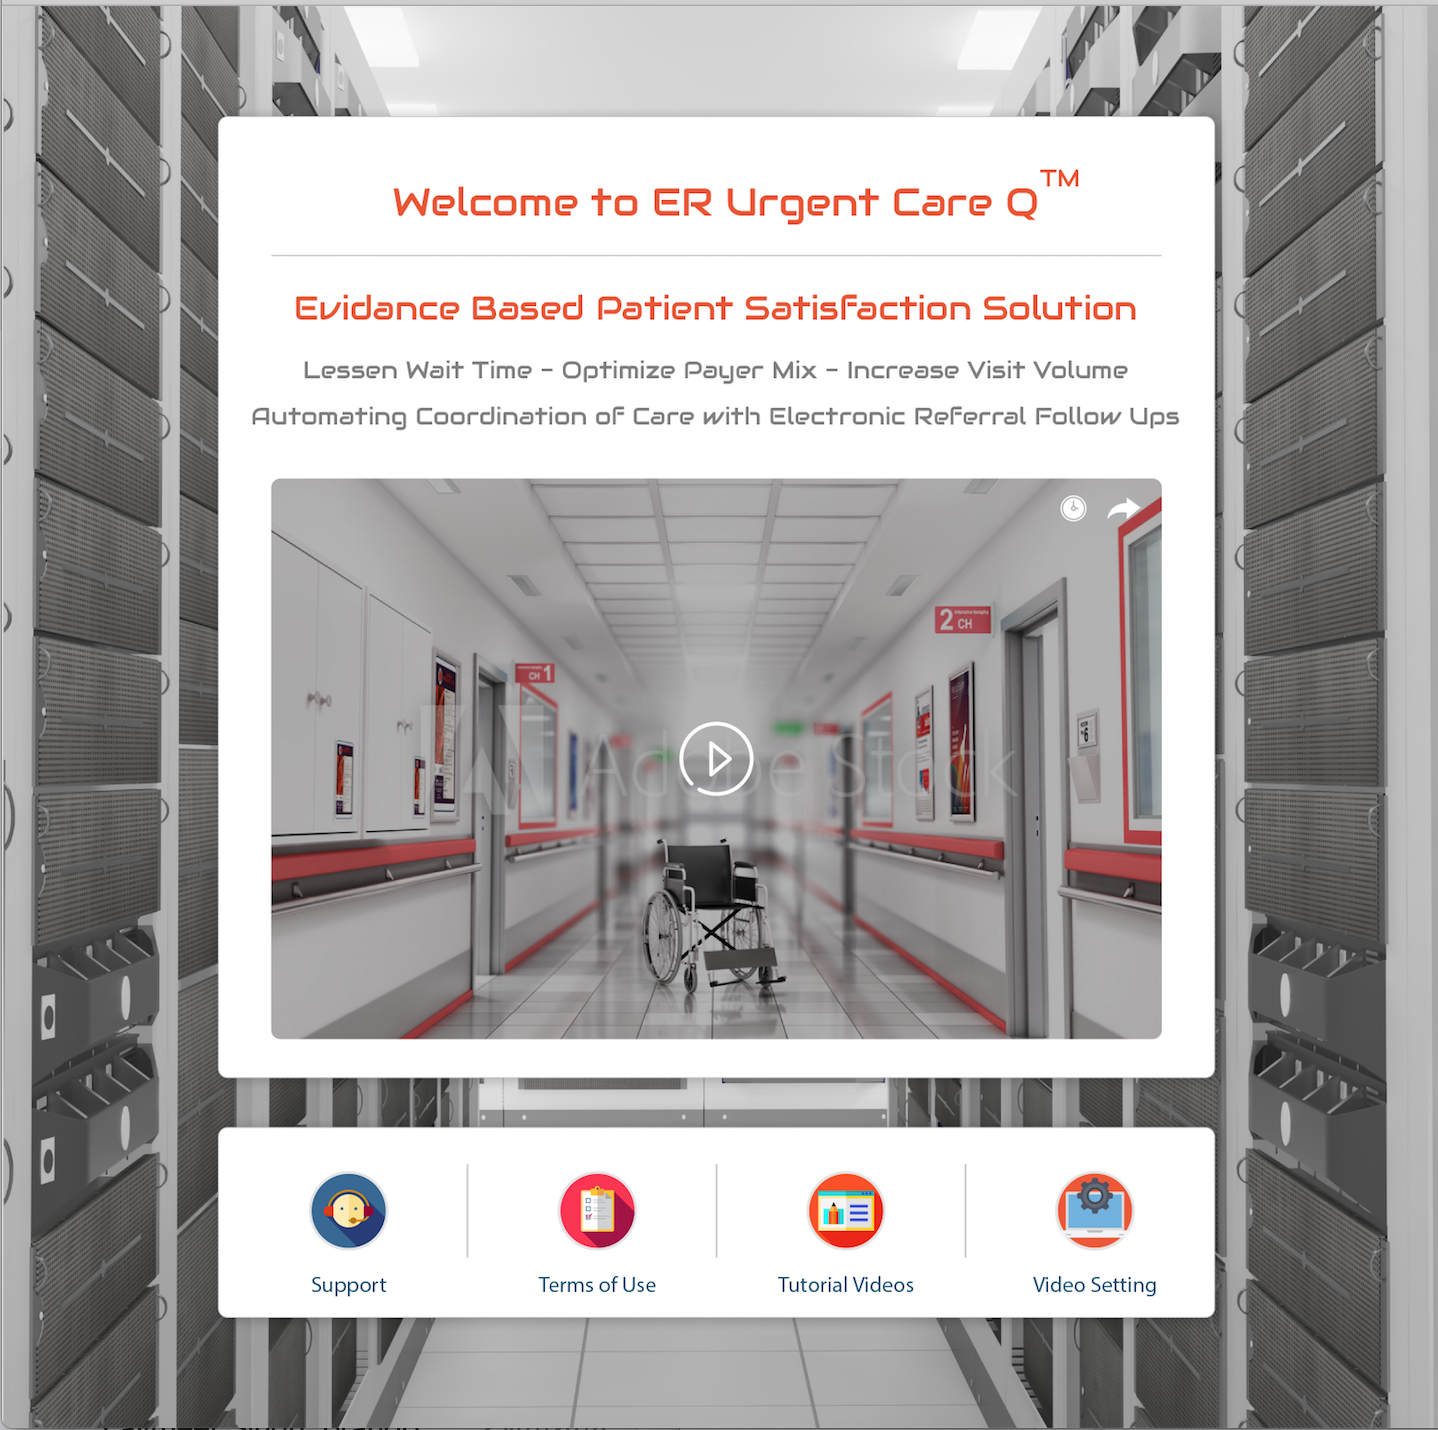 Welcome to ER Urgent Care Q™
Evidance Based Patient Satisfaction Solution
Lessen Wait Time - Optimize Payer Mix - Increase Visit Volume
Automating Coordination of Care with Electronic Referral Follow Ups
2 CH
CH 1
6
Adobe Stock
Support
Terms of Use
Tutorial Videos
Video Setting